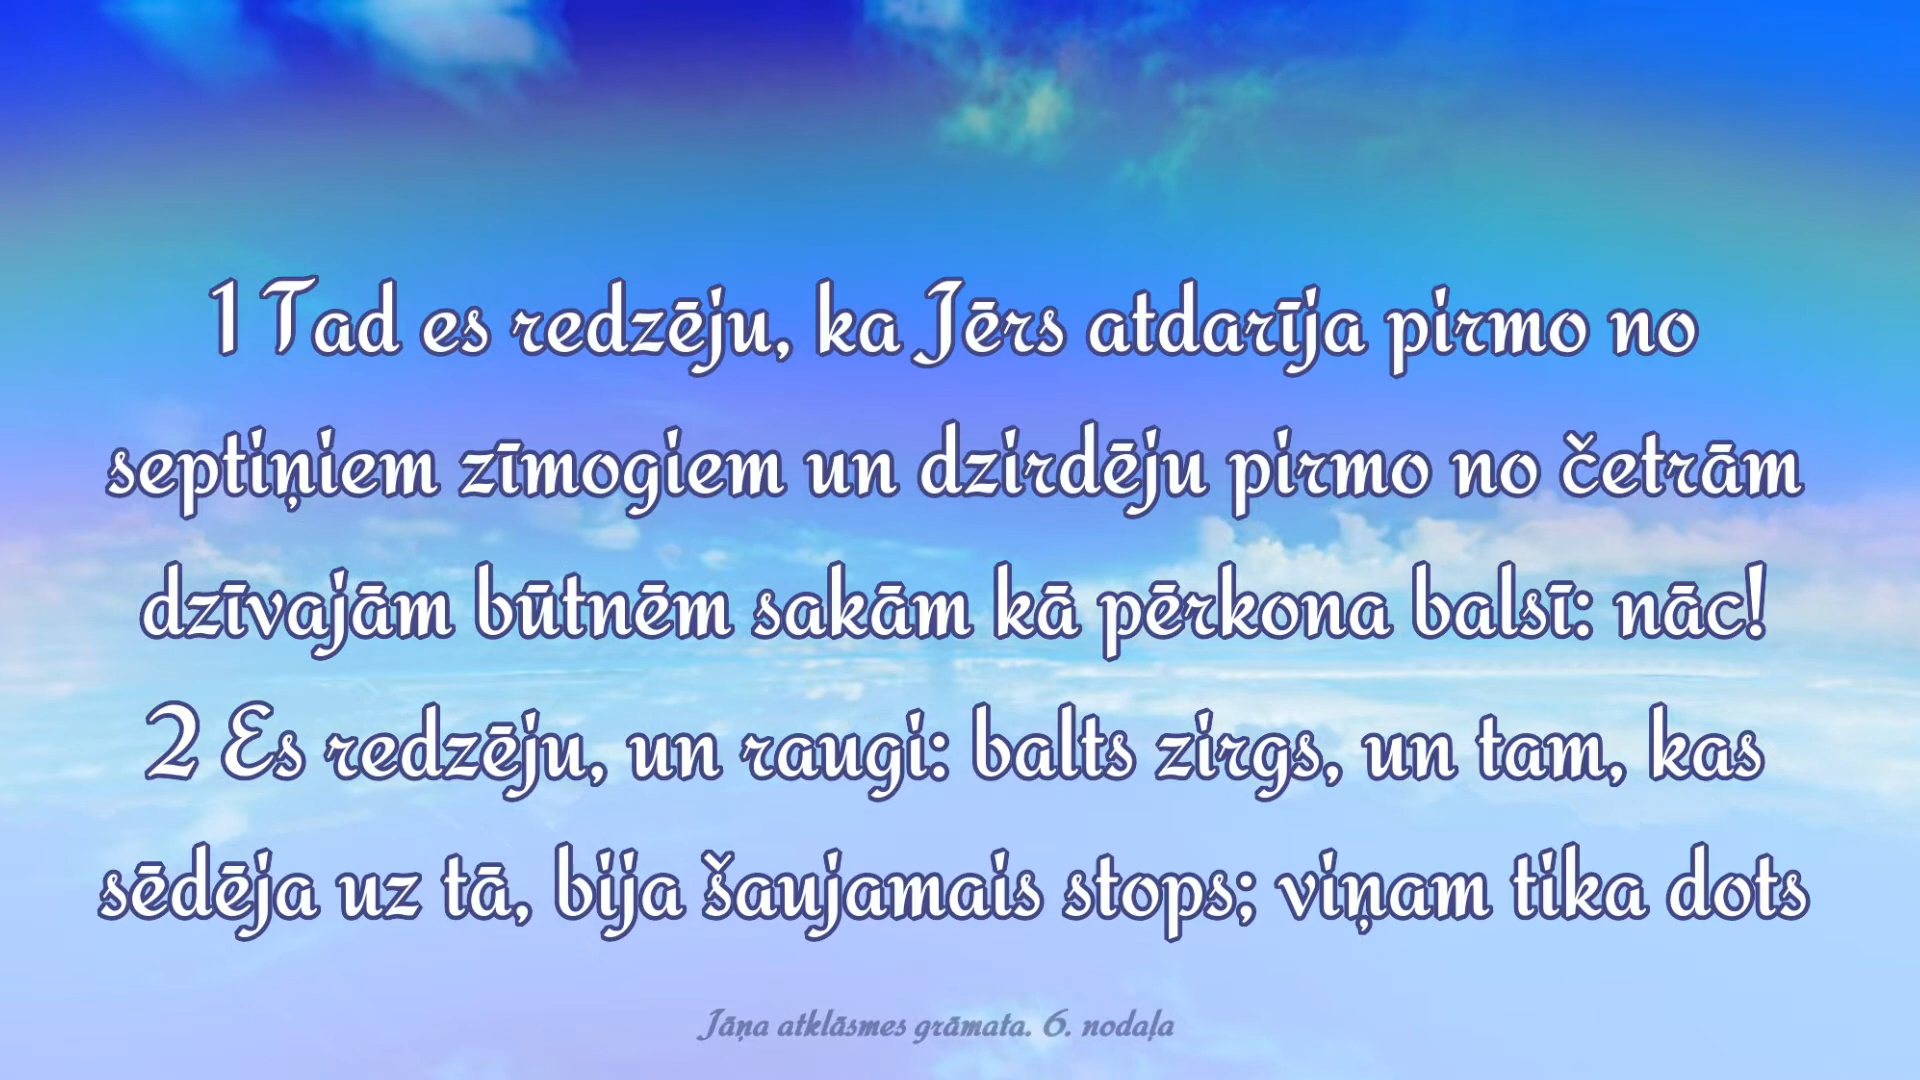 1 Tad es redzēju, ka Jērs atdarīja pirmo no
septiņiem zīmogiem un dzirdēju pirmo no četrām
dzīvajām būtnēm sakām kā pērkona balsī: nāc!
2 Es redzēju, un raugi: balts zirgs, un tam, kas
sēdēja uz tā, bija šaujamais stops; viņam tika dots
Jāņa atklāsmes grāmata. 6. nodaļa